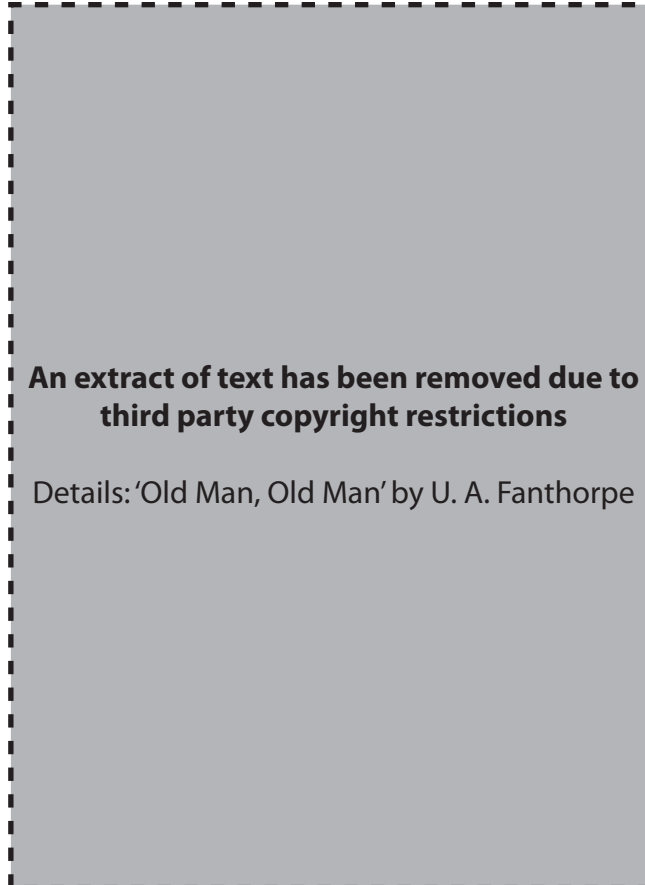 An extract of text has been removed due to
third party copyright restrictions
Details: ‘Old Man, Old Man’ by U. A. Fanthorpe